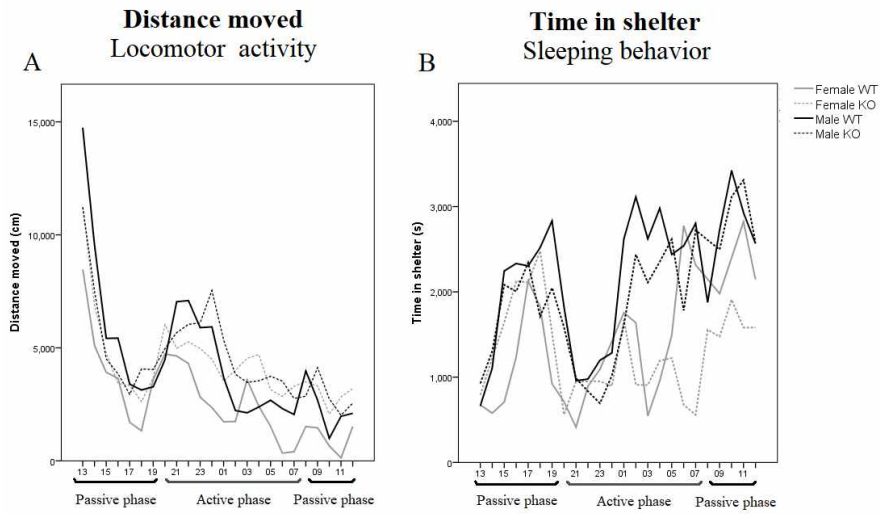 Distance moved
Locomotor activity
Time in shelter
Sleeping behavior
A
B
Female WT
Female KO
Male WT
Male KO
Distance moved (cm)
15,000
10,000
5,000
0
13 15 17 19 21 23 01 03 05 07 09 11
Passive phase Active phase Passive phase
Time in shelter (s)
4,000
3,000
2,000
1,000
0
13 15 17 19 21 23 01 03 05 07 09 11
Passive phase Active phase Passive phase